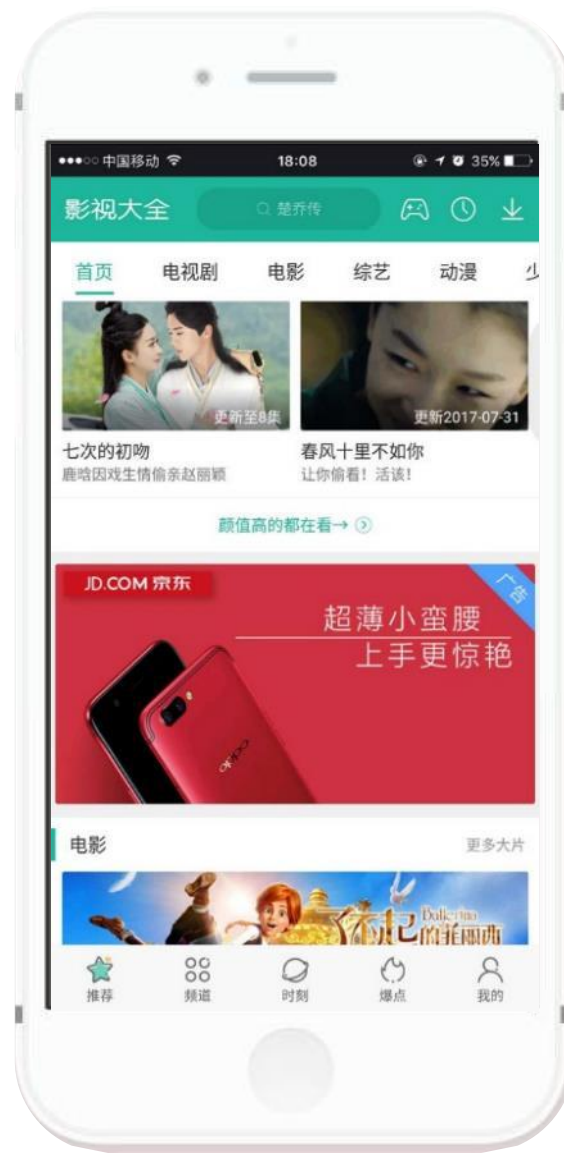 中国移动 18:08 35%
影视大全 楚乔传
首页 电视剧 电影 综艺 动漫 少
更新至8集 更新2017-07-31
七次的初吻 春风十里不如你
鹿晗因戏生情偷亲赵丽颖 让你偷看！活该！
颜值高的都在看→
JD.COM 京东 广告
超薄小蛮腰
上手更惊艳
oppo
电影 更多大片
Ballerina
的菲丽西
推荐 频道 时刻 爆点 我的